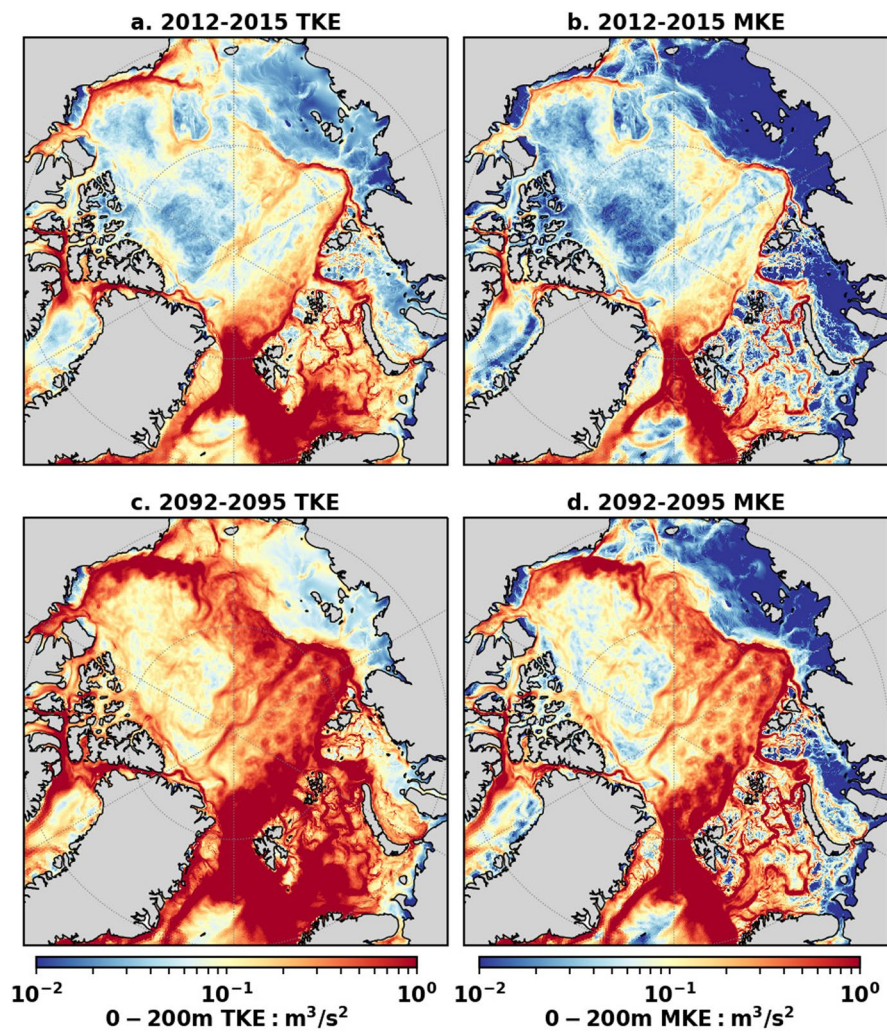 a. 2012-2015 TKE
b. 2012-2015 MKE
c. 2092-2095 TKE
d. 2092-2095 MKE
10⁻² 10⁻¹ 10⁰
0 − 200m TKE : m³/s²
10⁻² 10⁻¹ 10⁰
0 − 200m MKE : m³/s²